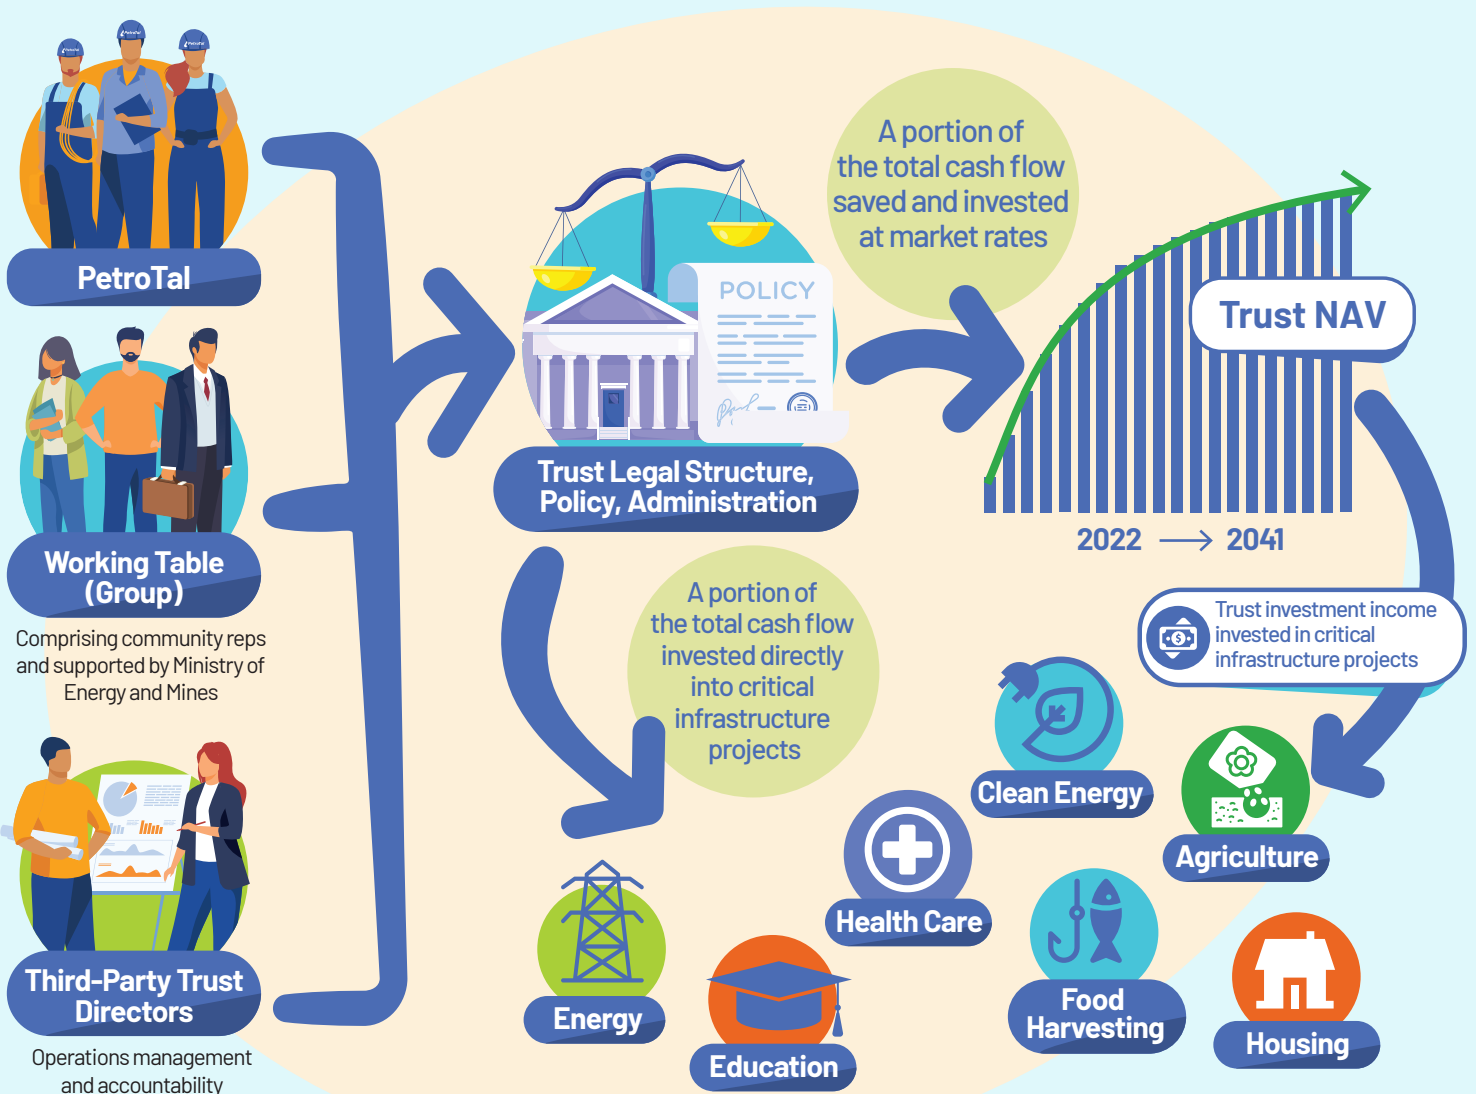 PetroTal
PetroTal
PetroTal
PetroTal
Working Table
(Group)
Comprising community reps
and supported by Ministry of
Energy and Mines
Third-Party Trust
Directors
Operations management
and accountability
POLICY
Trust Legal Structure,
Policy, Administration
A portion of
the total cash flow
saved and invested
at market rates
Trust NAV
2022 → 2041
A portion of
the total cash flow
invested directly
into critical
infrastructure
projects
Trust investment income
invested in critical
infrastructure projects
Clean Energy
Agriculture
Health Care
Food
Harvesting
Housing
Energy
Education